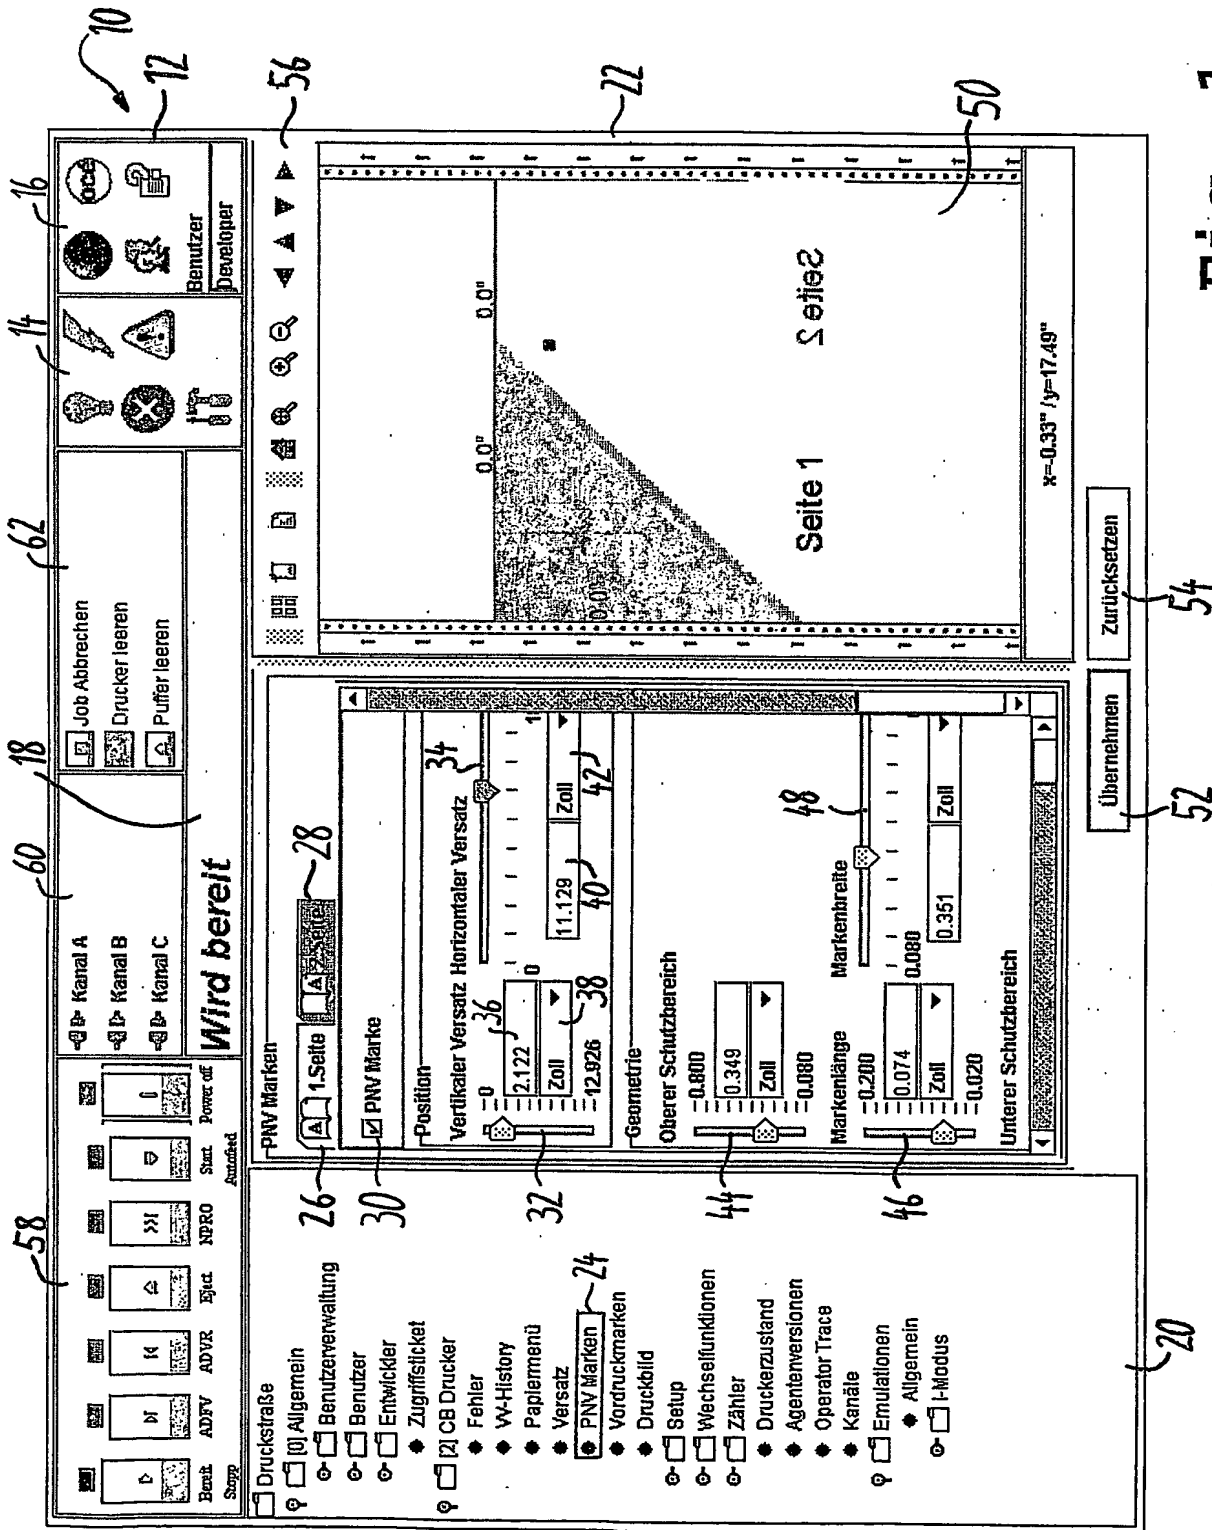 10
12
14
16
18
60
62
58
Bereit
Stopp
ADFV
ADVR
Eject
NPRO
Start
Autofeed
Power off
Kanal A
Kanal B
Kanal C
Job Abbrechen
Drucker leeren
Puffer leeren
Wird bereit
océ
Benutzer
Developer
Druckstraße
[0] Allgemein
Benutzerverwaltung
Benutzer
Entwickler
Zugriffsticket
[2] CB Drucker
Fehler
VV-History
Papiermenü
Versatz
PNV Marken
24
Vordruckmarken
Druckbild
Setup
Wechselfunktionen
Zähler
Druckerzustand
Agentenversionen
Operator Trace
Kanäle
Emulationen
Allgemein
I-Modus
20
PNV Marken
26
1.Seite
2.Seite
28
30
PNV Marke
Position
Vertikaler Versatz Horizontaler Versatz
0
2.122
36
Zoll
38
12.926
32
34
0
11.129
Zoll
40
42
Geometrie
Oberer Schutzbereich
0.800
0.349
Zoll
0.080
44
Markenlänge
Markenbreite
0.200
0.074
Zoll
0.020
46
48
0.080
0.351
Zoll
Unterer Schutzbereich
56
22
0.0"
0.0"
0.0"
Seite 1
Seite 2
50
x=-0.33" /y=17.49"
Übernehmen
Zurücksetzen
52
54